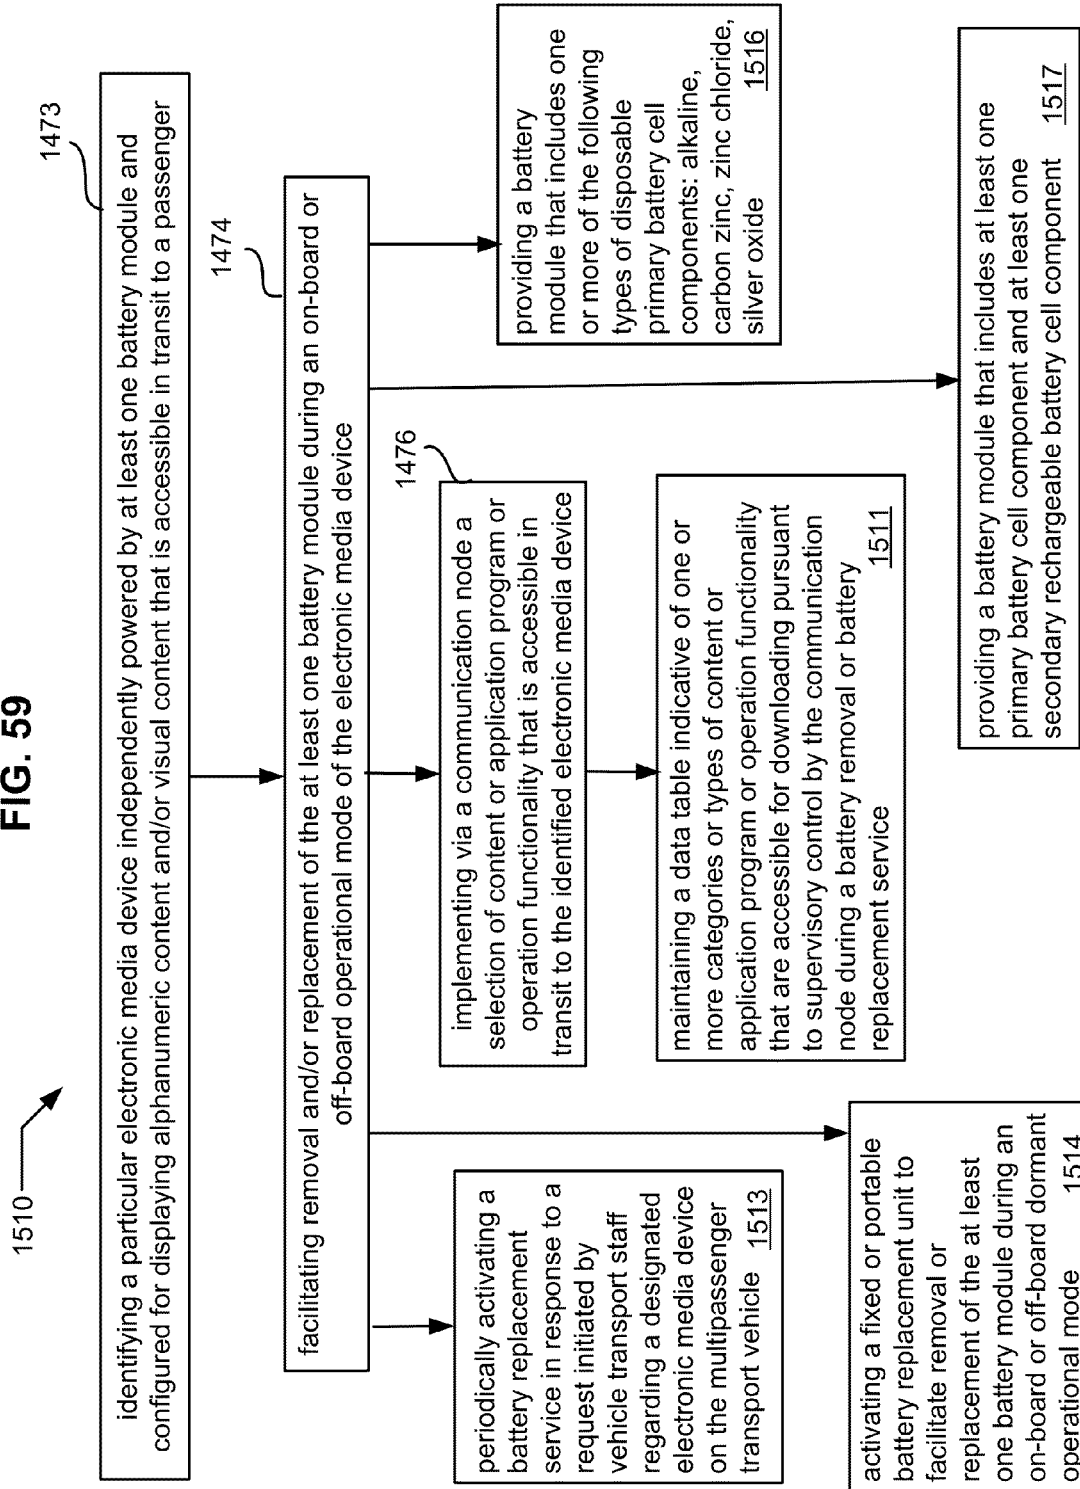 FIG. 59
1510
1473
identifying a particular electronic media device independently powered by at least one battery module and
configured for displaying alphanumeric content and/or visual content that is accessible in transit to a passenger
1474
facilitating removal and/or replacement of the at least one battery module during an on-board or
off-board operational mode of the electronic media device
periodically activating a
battery replacement
service in response to a
request initiated by
vehicle transport staff
regarding a designated
electronic media device
on the multipassenger
transport vehicle 1513
1476
implementing via a communication node a
selection of content or application program or
operation functionality that is accessible in
transit to the identified electronic media device
providing a battery
module that includes one
or more of the following
types of disposable
primary battery cell
components: alkaline,
carbon zinc, zinc chloride,
silver oxide 1516
maintaining a data table indicative of one or
more categories or types of content or
application program or operation functionality
that are accessible for downloading pursuant
to supervisory control by the communication
node during a battery removal or battery
replacement service 1511
activating a fixed or portable
battery replacement unit to
facilitate removal or
replacement of the at least
one battery module during an
on-board or off-board dormant
operational mode 1514
providing a battery module that includes at least one
primary battery cell component and at least one
secondary rechargeable battery cell component 1517